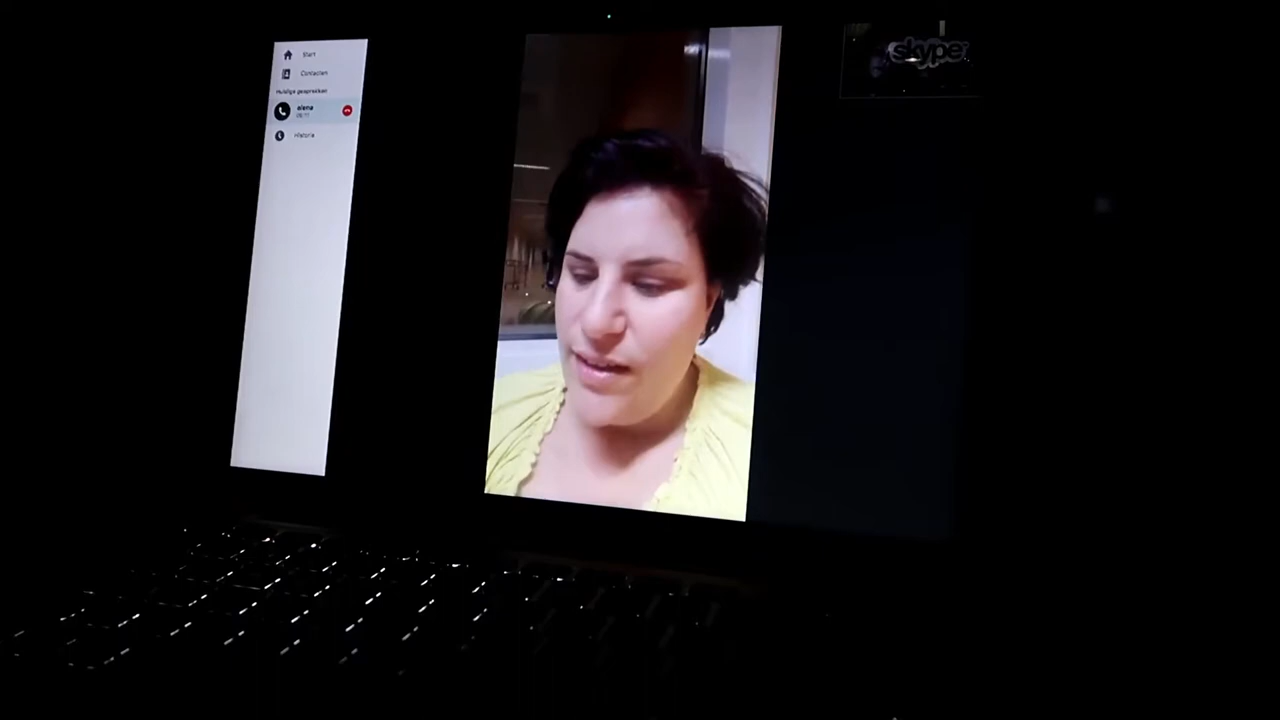 Start
Contacten
Huidige gesprekken
elena
Historie
skype